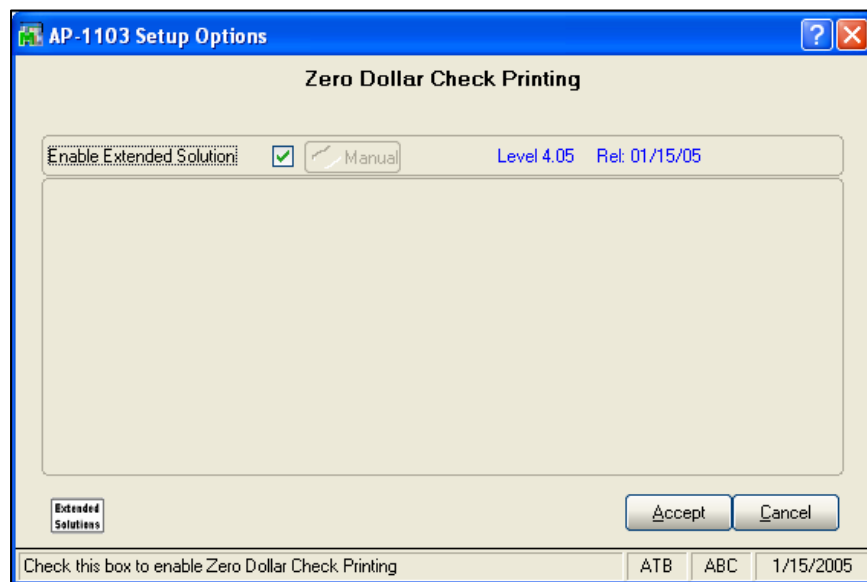 AP-1103 Setup Options
Zero Dollar Check Printing
Enable Extended Solution Manual Level 4.05 Rel: 01/15/05
Extended
Solutions
Accept Cancel
Check this box to enable Zero Dollar Check Printing ATB ABC 1/15/2005